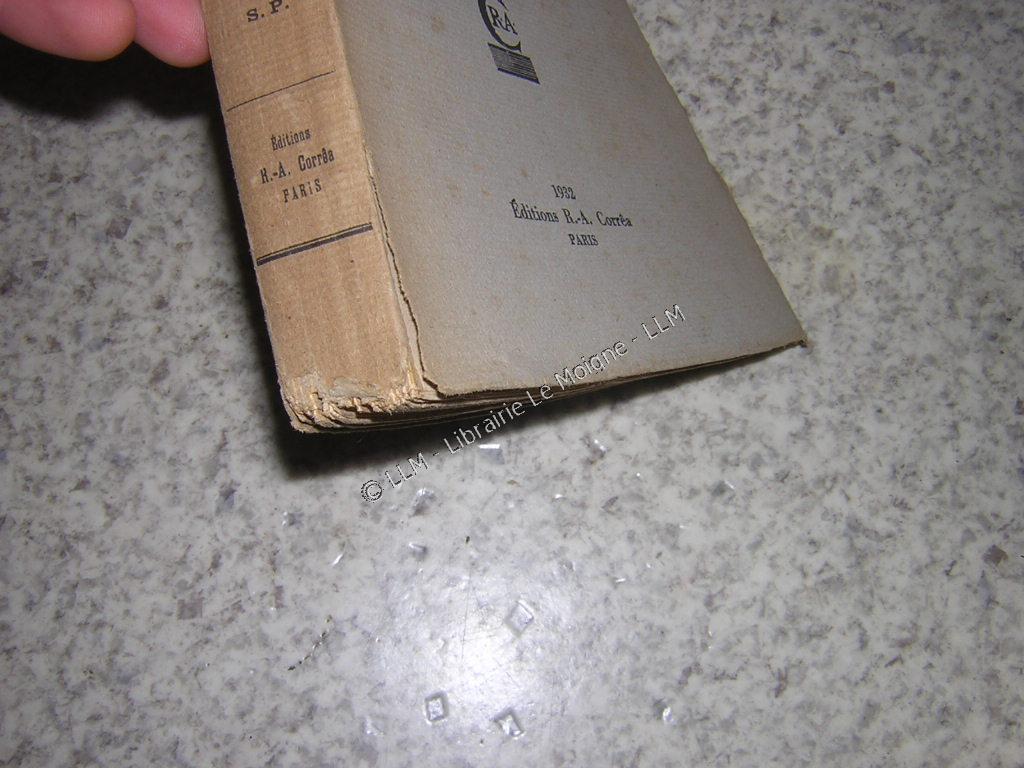 S. P.
Éditions
R.-A. Corrêa
PARIS
RA
1932
Éditions R.-A. Corrêa
PARIS
© LLM - Librairie Le Moigne - LLM